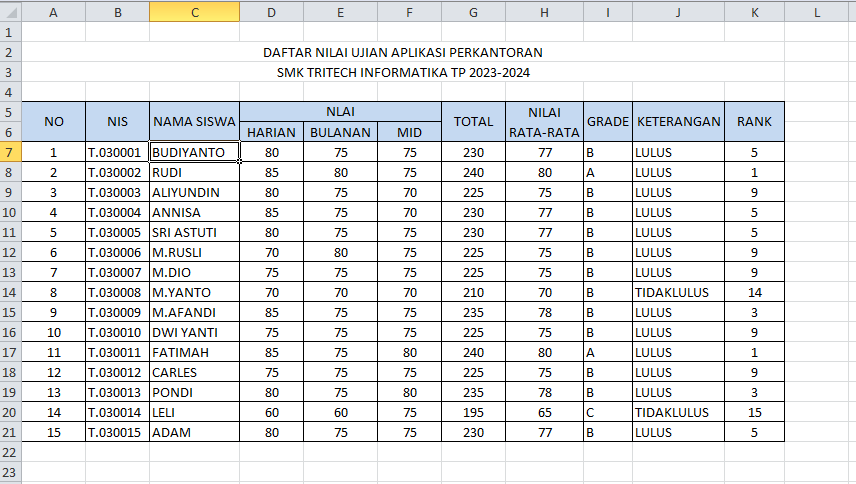 A B C D E F G H I J K L
1
2 DAFTAR NILAI UJIAN APLIKASI PERKANTORAN
3 SMK TRITECH INFORMATIKA TP 2023-2024
4
5 NO NIS NAMA SISWA NLAI TOTAL NILAI GRADE KETERANGAN RANK
6 HARIAN BULANAN MID RATA-RATA
7 1 T.030001 BUDIYANTO 80 75 75 230 77 B LULUS 5
8 2 T.030002 RUDI 85 80 75 240 80 A LULUS 1
9 3 T.030003 ALIYUNDIN 80 75 70 225 75 B LULUS 9
10 4 T.030004 ANNISA 85 75 70 230 77 B LULUS 5
11 5 T.030005 SRI ASTUTI 80 75 75 230 77 B LULUS 5
12 6 T.030006 M.RUSLI 70 80 75 225 75 B LULUS 9
13 7 T.030007 M.DIO 75 75 75 225 75 B LULUS 9
14 8 T.030008 M.YANTO 70 70 70 210 70 B TIDAKLULUS 14
15 9 T.030009 M.AFANDI 85 75 75 235 78 B LULUS 3
16 10 T.030010 DWI YANTI 75 75 75 225 75 B LULUS 9
17 11 T.030011 FATIMAH 85 75 80 240 80 A LULUS 1
18 12 T.030012 CARLES 75 75 75 225 75 B LULUS 9
19 13 T.030013 PONDI 80 75 80 235 78 B LULUS 3
20 14 T.030014 LELI 60 60 75 195 65 C TIDAKLULUS 15
21 15 T.030015 ADAM 80 75 75 230 77 B LULUS 5
22
23